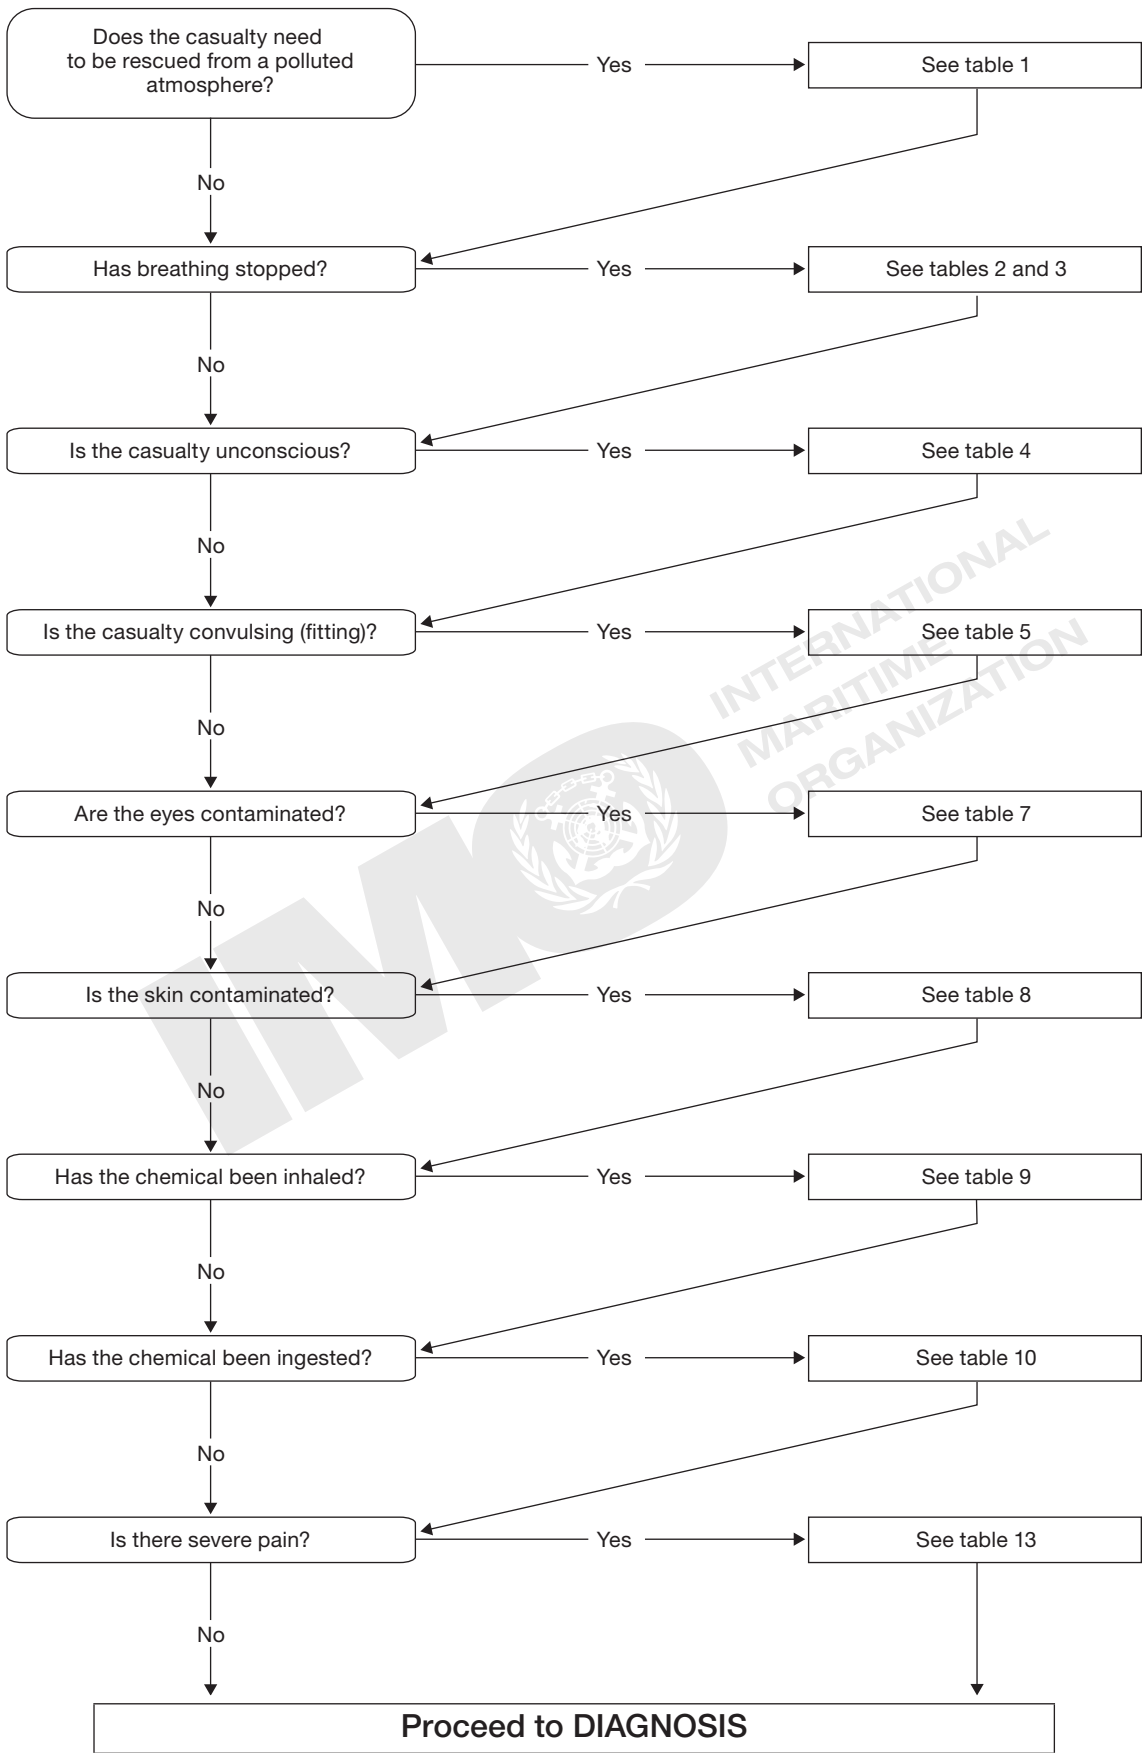 Does the casualty need
to be rescued from a polluted
atmosphere?
Yes
See table 1
No
Has breathing stopped?
Yes
See tables 2 and 3
No
Is the casualty unconscious?
Yes
See table 4
No
Is the casualty convulsing (fitting)?
Yes
See table 5
No
Are the eyes contaminated?
Yes
See table 7
No
Is the skin contaminated?
Yes
See table 8
No
Has the chemical been inhaled?
Yes
See table 9
No
Has the chemical been ingested?
Yes
See table 10
No
Is there severe pain?
Yes
See table 13
No
Proceed to DIAGNOSIS
IMO
INTERNATIONAL
MARITIME
ORGANIZATION